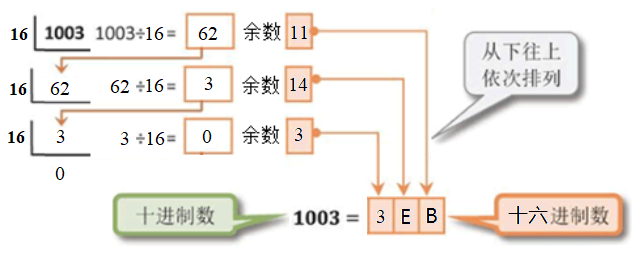 16 1003 1003÷16= 62 余数 11
16 62 62 ÷16= 3 余数 14
16 3 3 ÷16= 0 余数 3
0
从下往上
依次排列
十进制数 1003 = 3 E B 十六进制数